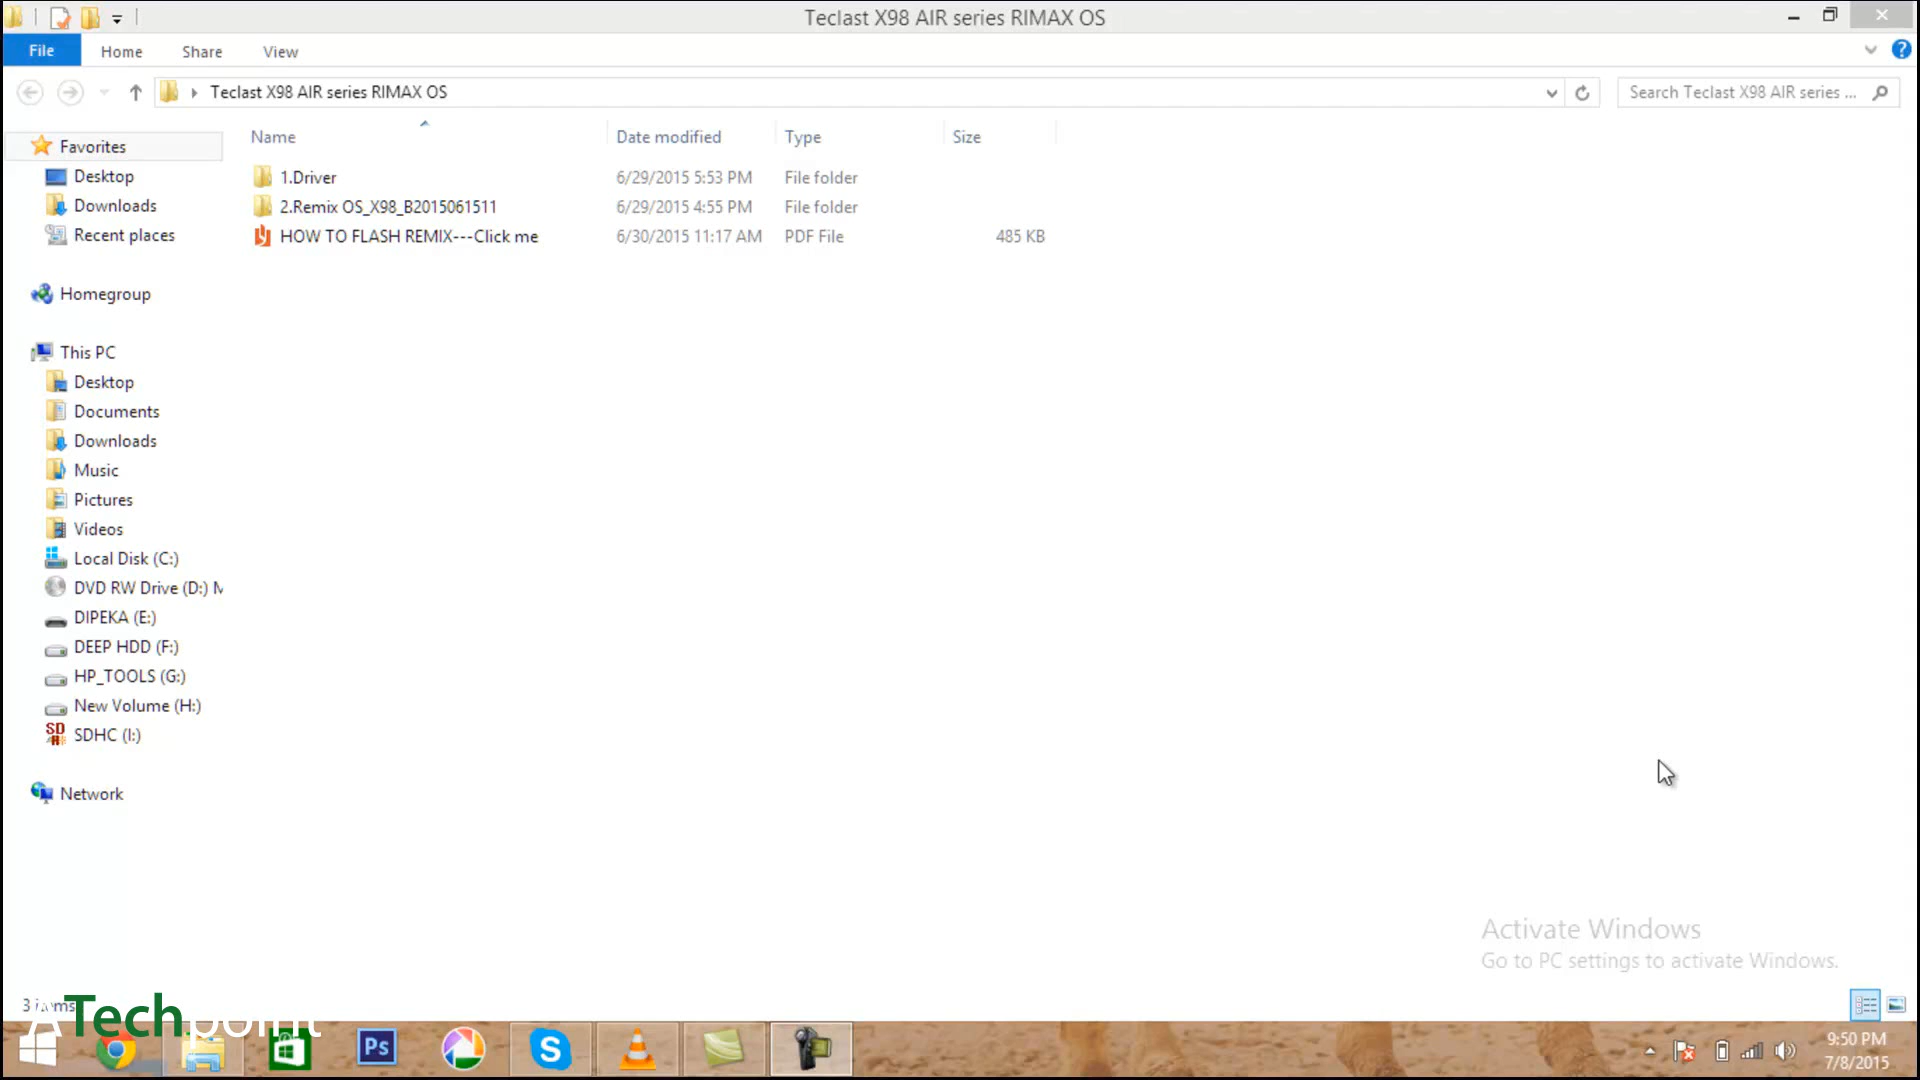 Teclast X98 AIR series RIMAX OS
File Home Share View
Teclast X98 AIR series RIMAX OS
Search Teclast X98 AIR series ...
Name Date modified Type Size
1.Driver 6/29/2015 5:53 PM File folder
2.Remix OS_X98_B2015061511 6/29/2015 4:55 PM File folder
HOW TO FLASH REMIX---Click me 6/30/2015 11:17 AM PDF File 485 KB
Favorites
Desktop
Downloads
Recent places
Homegroup
This PC
Desktop
Documents
Downloads
Music
Pictures
Videos
Local Disk (C:)
DVD RW Drive (D:) M
DIPEKA (E:)
DEEP HDD (F:)
HP_TOOLS (G:)
New Volume (H:)
SDHC (I:)
Network
Activate Windows
Go to PC settings to activate Windows.
3 items
ATechpoint
Ps
S
9:50 PM
7/8/2015